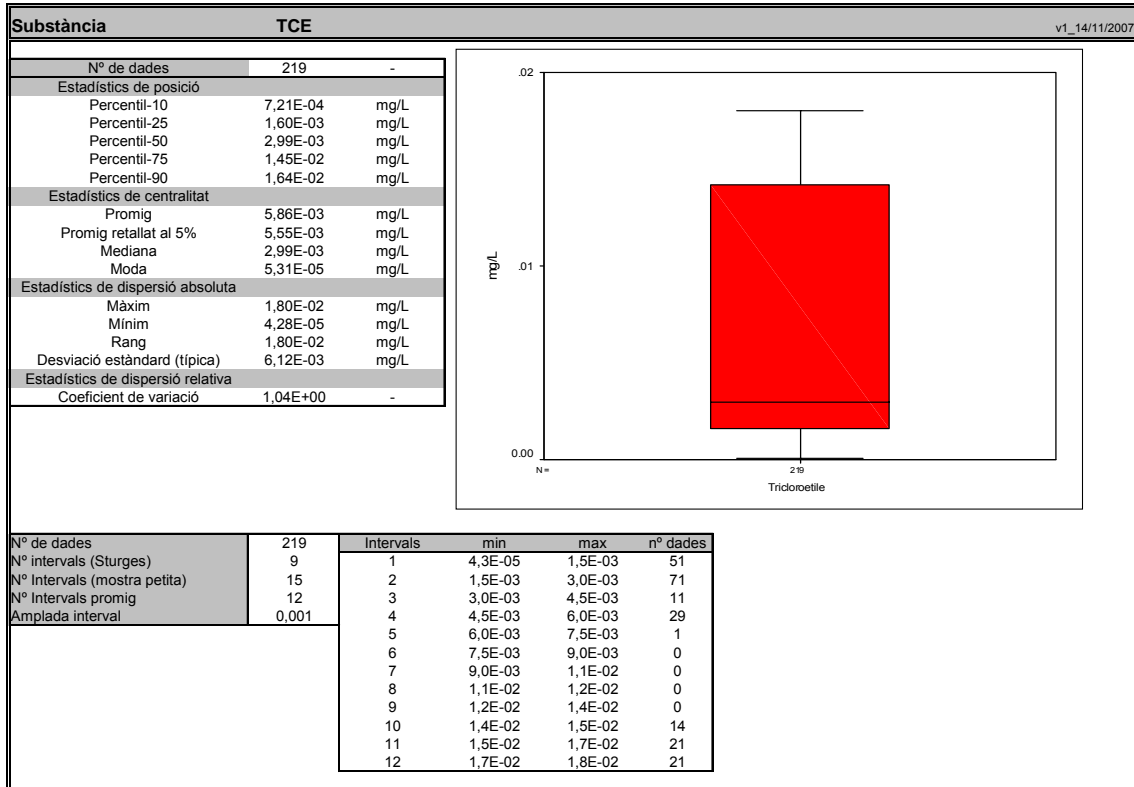 Substància TCE v1_14/11/2007
Nº de dades 219 -
Estadístics de posició
Percentil-10 7,21E-04 mg/L
Percentil-25 1,60E-03 mg/L
Percentil-50 2,99E-03 mg/L
Percentil-75 1,45E-02 mg/L
Percentil-90 1,64E-02 mg/L
Estadístics de centralitat
Promig 5,86E-03 mg/L
Promig retallat al 5% 5,55E-03 mg/L
Mediana 2,99E-03 mg/L
Moda 5,31E-05 mg/L
Estadístics de dispersió absoluta
Màxim 1,80E-02 mg/L
Mínim 4,28E-05 mg/L
Rang 1,80E-02 mg/L
Desviació estàndard (típica) 6,12E-03 mg/L
Estadístics de dispersió relativa
Coeficient de variació 1,04E+00 -
.02
.01
0.00
mg/L
N = 219
Tricloroetile
Nº de dades 219
Nº intervals (Sturges) 9
Nº Intervals (mostra petita) 15
Nº Intervals promig 12
Amplada interval 0,001
Intervals min max nº dades
1 4,3E-05 1,5E-03 51
2 1,5E-03 3,0E-03 71
3 3,0E-03 4,5E-03 11
4 4,5E-03 6,0E-03 29
5 6,0E-03 7,5E-03 1
6 7,5E-03 9,0E-03 0
7 9,0E-03 1,1E-02 0
8 1,1E-02 1,2E-02 0
9 1,2E-02 1,4E-02 0
10 1,4E-02 1,5E-02 14
11 1,5E-02 1,7E-02 21
12 1,7E-02 1,8E-02 21